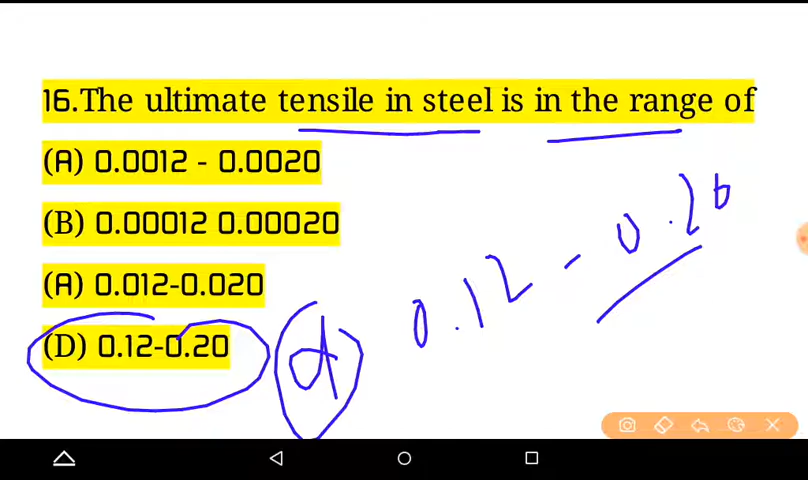 16.The ultimate tensile in steel is in the range of
(A) 0.0012 - 0.0020
(B) 0.00012 0.00020
(A) 0.012-0.020
(D) 0.12-0.20
d
0.12 - 0.20